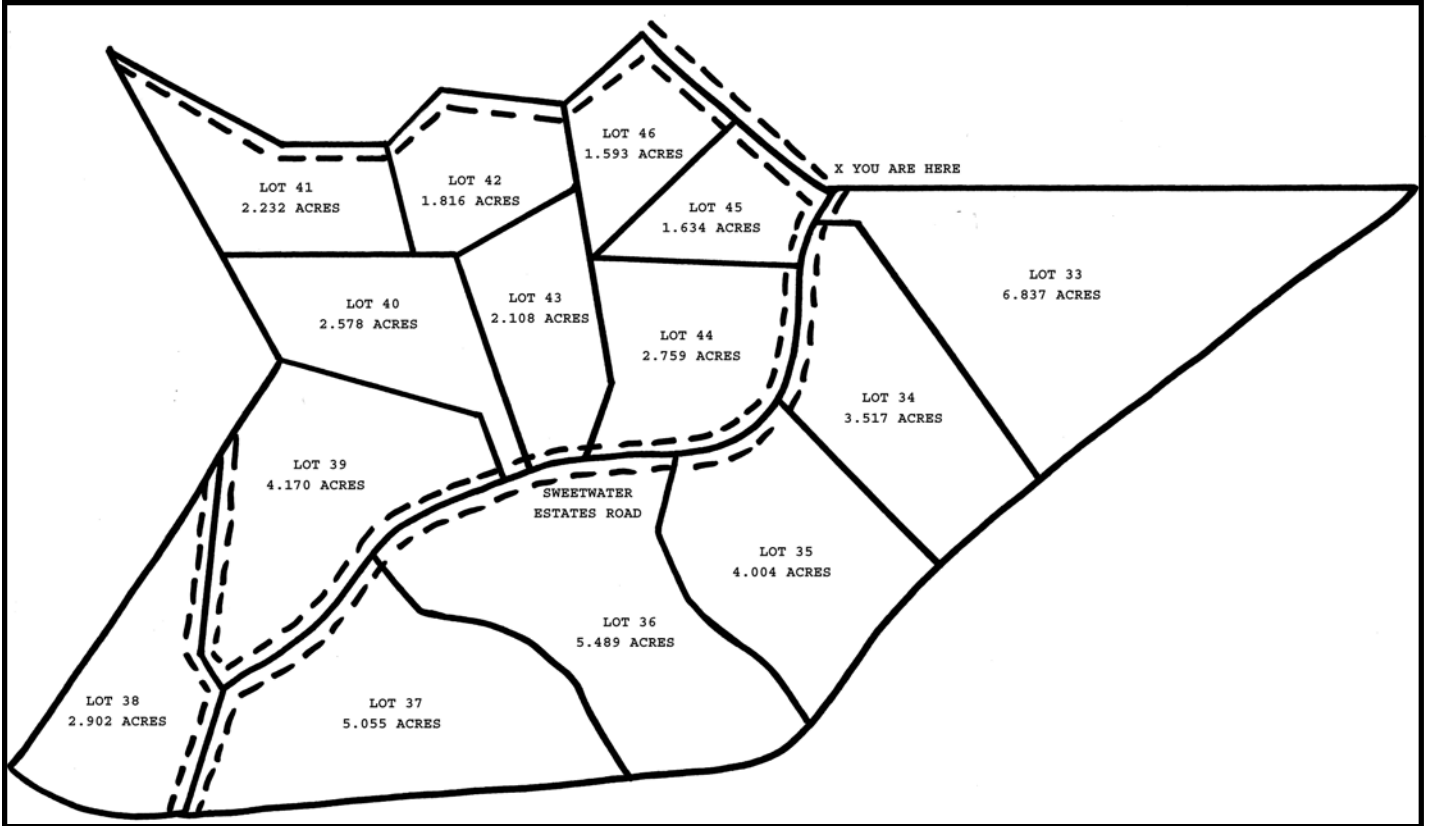 LOT 46
1.593 ACRES
X YOU ARE HERE
LOT 41
2.232 ACRES
LOT 42
1.816 ACRES
LOT 45
1.634 ACRES
LOT 33
6.837 ACRES
LOT 40
2.578 ACRES
LOT 43
2.108 ACRES
LOT 44
2.759 ACRES
LOT 34
3.517 ACRES
LOT 39
4.170 ACRES
SWEETWATER
ESTATES ROAD
LOT 35
4.004 ACRES
LOT 36
5.489 ACRES
LOT 38
2.902 ACRES
LOT 37
5.055 ACRES